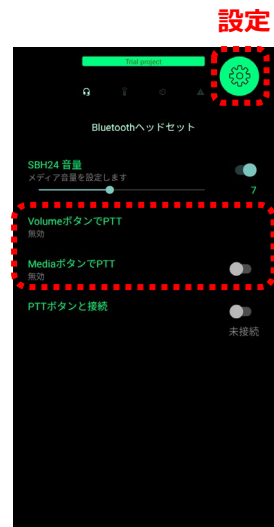 設定
Trial project
Bluetoothヘッドセット
SBH24 音量
メディア音量を設定します
7
VolumeボタンでPTT
無効
MediaボタンでPTT
無効
PTTボタンと接続
未接続